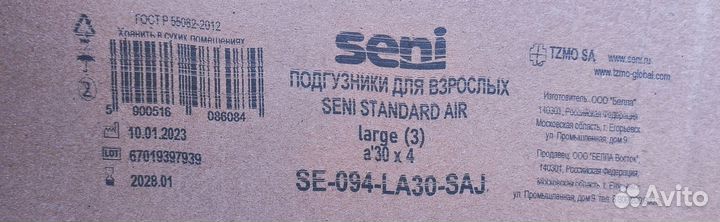 ГОСТ Р 55082-2012
Хранить в сухих помещениях
5 900516 086084
10.01.2023
LOT 67019397939
2028.01
seni
ПОДГУЗНИКИ ДЛЯ ВЗРОСЛЫХ
SENI STANDARD AIR
large (3)
a'30 x 4
SE-094-LA30-SAJ
TZMO SA
www.seni.ru
www.tzmo-global.com
Изготовитель: ООО "Белла"
140301, Российская Федерация
Московская область, г. Егорьевск
ул. Промышленная, дом 9
Продавец: ООО "БЕЛЛА Восток"
140301, Российская Федерация,
Московская область, г.
ул. Промышленная, дом 9, тел.
2
Avito